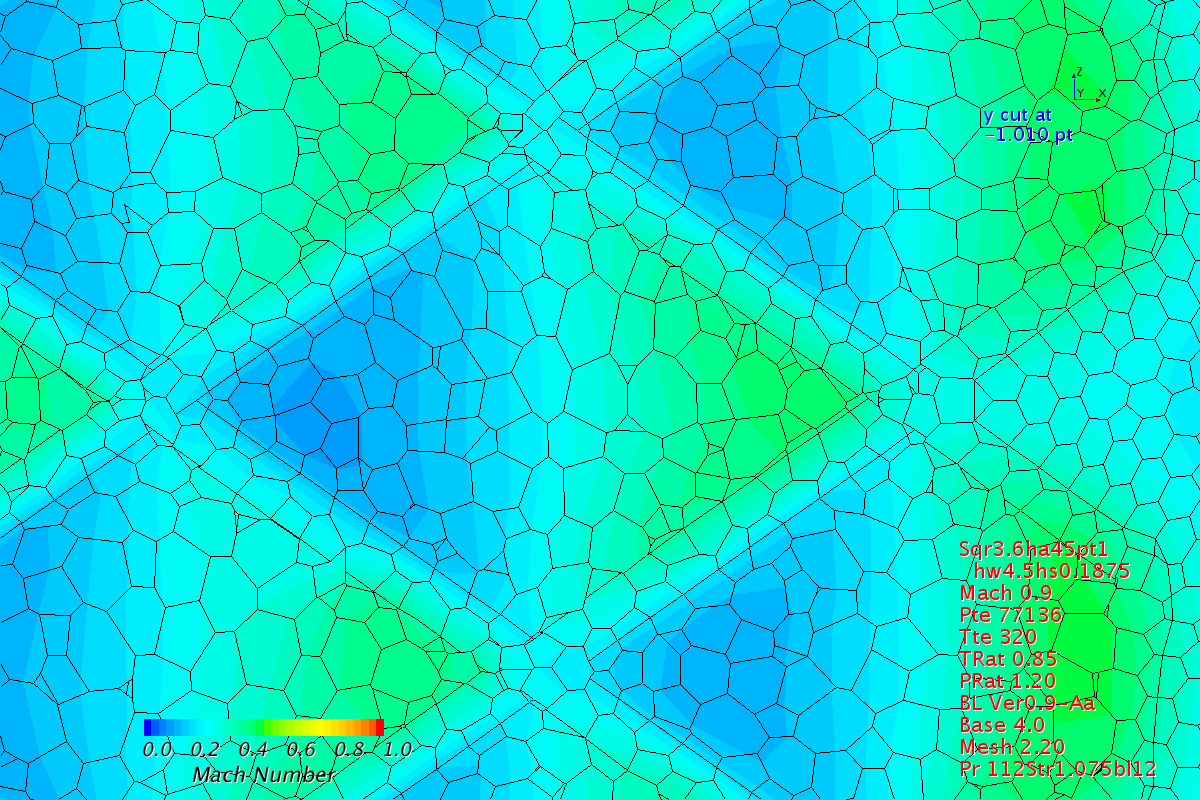 Z
Y X
y cut at
-1.010 pt
Sqr3.6ha45pt1
hw4.5hs0.1875
Mach 0.9
Pte 77136
Tte 320
TRat 0.85
PRat 1.20
BL Ver0.9-Aa
Base 4.0
Mesh 2.20
Pr 112Str1.075bl12
0.0 0.2 0.4 0.6 0.8 1.0
Mach Number